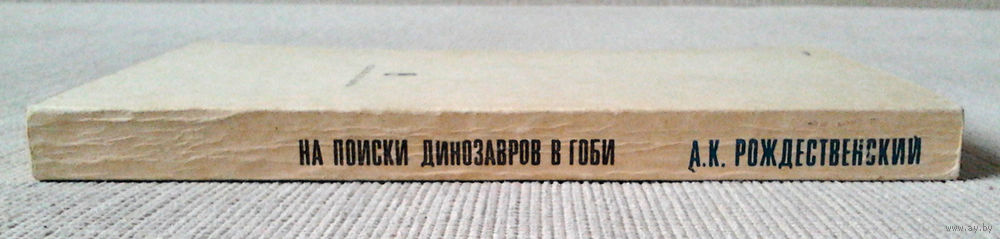 НА ПОИСКИ ДИНОЗАВРОВ В ГОБИ
А.К. РОЖДЕСТВЕНСКИЙ
www.ay.by